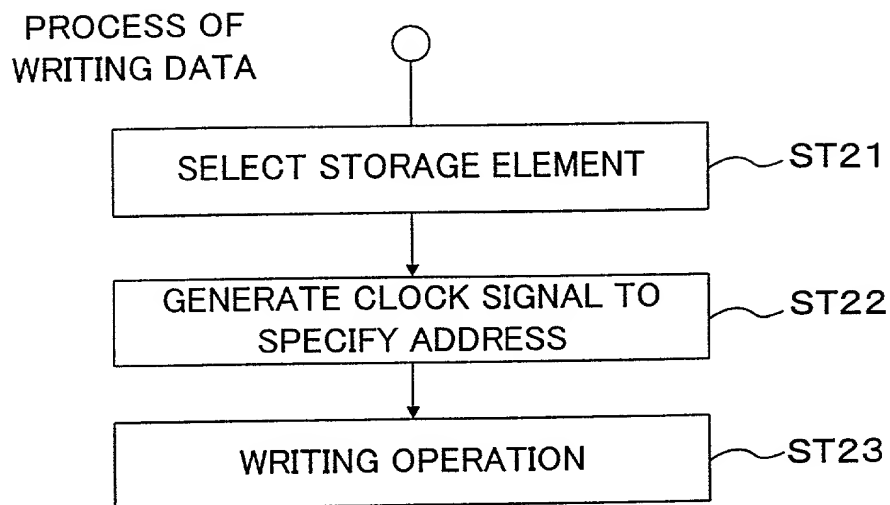 PROCESS OF
WRITING DATA
SELECT STORAGE ELEMENT
ST21
GENERATE CLOCK SIGNAL TO
SPECIFY ADDRESS
ST22
WRITING OPERATION
ST23